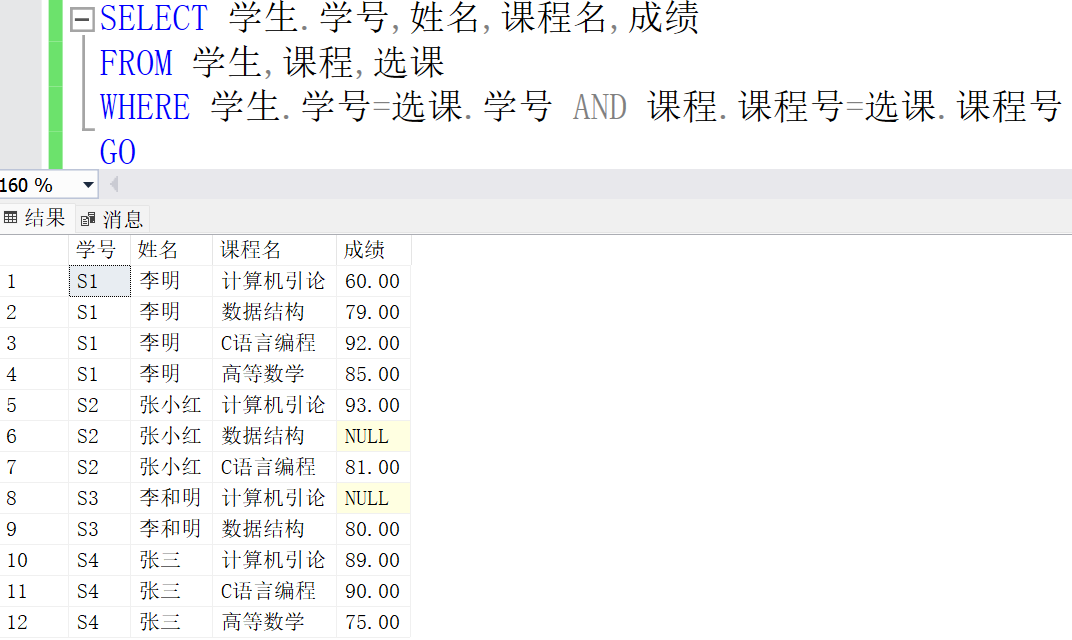 SELECT 学生.学号,姓名,课程名,成绩
FROM 学生,课程,选课
WHERE 学生.学号=选课.学号 AND 课程.课程号=选课.课程号
GO
160 %
结果 消息
学号 姓名 课程名 成绩
1 S1 李明 计算机引论 60.00
2 S1 李明 数据结构 79.00
3 S1 李明 C语言编程 92.00
4 S1 李明 高等数学 85.00
5 S2 张小红 计算机引论 93.00
6 S2 张小红 数据结构 NULL
7 S2 张小红 C语言编程 81.00
8 S3 李和明 计算机引论 NULL
9 S3 李和明 数据结构 80.00
10 S4 张三 计算机引论 89.00
11 S4 张三 C语言编程 90.00
12 S4 张三 高等数学 75.00